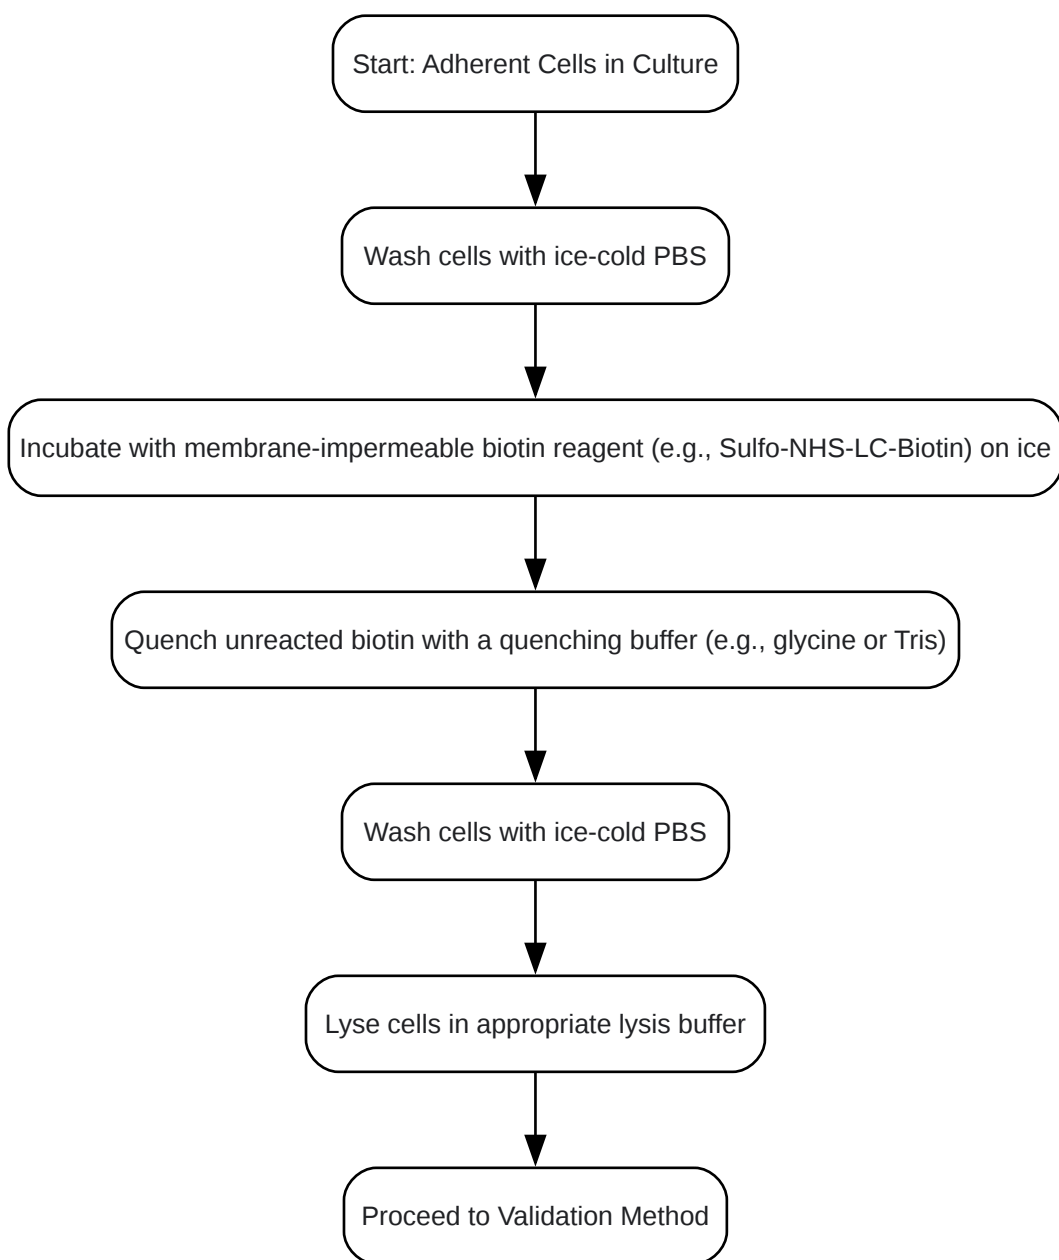 Start: Adherent Cells in Culture
Wash cells with ice-cold PBS
Incubate with membrane-impermeable biotin reagent (e.g., Sulfo-NHS-LC-Biotin) on ice
Quench unreacted biotin with a quenching buffer (e.g., glycine or Tris)
Wash cells with ice-cold PBS
Lyse cells in appropriate lysis buffer
Proceed to Validation Method